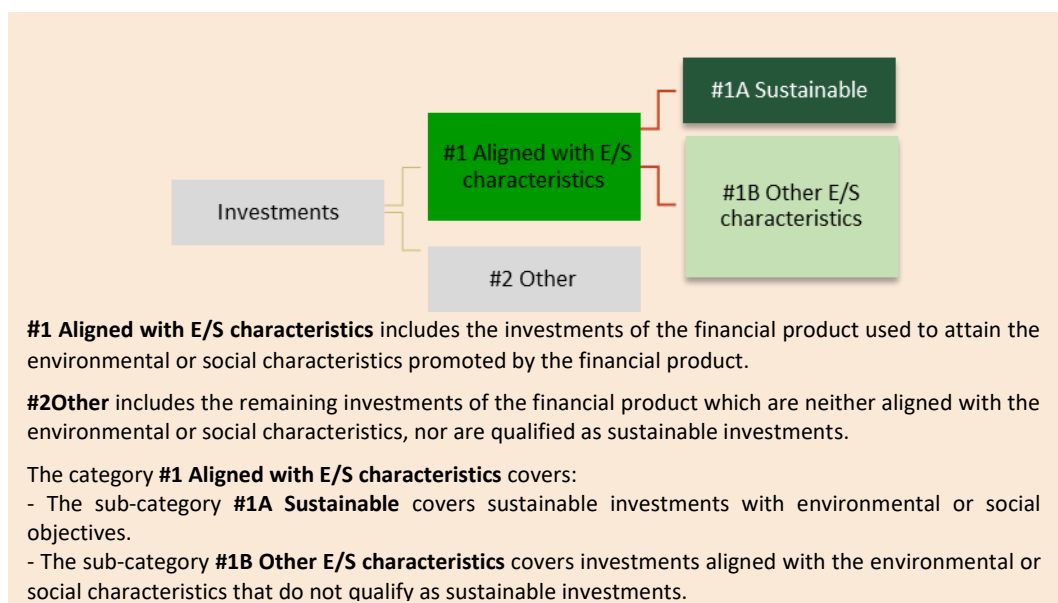 #1A Sustainable
#1 Aligned with E/S
characteristics
#1B Other E/S
characteristics
Investments
#2 Other
#1 Aligned with E/S characteristics includes the investments of the financial product used to attain the
environmental or social characteristics promoted by the financial product.
#2Other includes the remaining investments of the financial product which are neither aligned with the
environmental or social characteristics, nor are qualified as sustainable investments.
The category #1 Aligned with E/S characteristics covers:
- The sub-category #1A Sustainable covers sustainable investments with environmental or social
objectives.
- The sub-category #1B Other E/S characteristics covers investments aligned with the environmental or
social characteristics that do not qualify as sustainable investments.